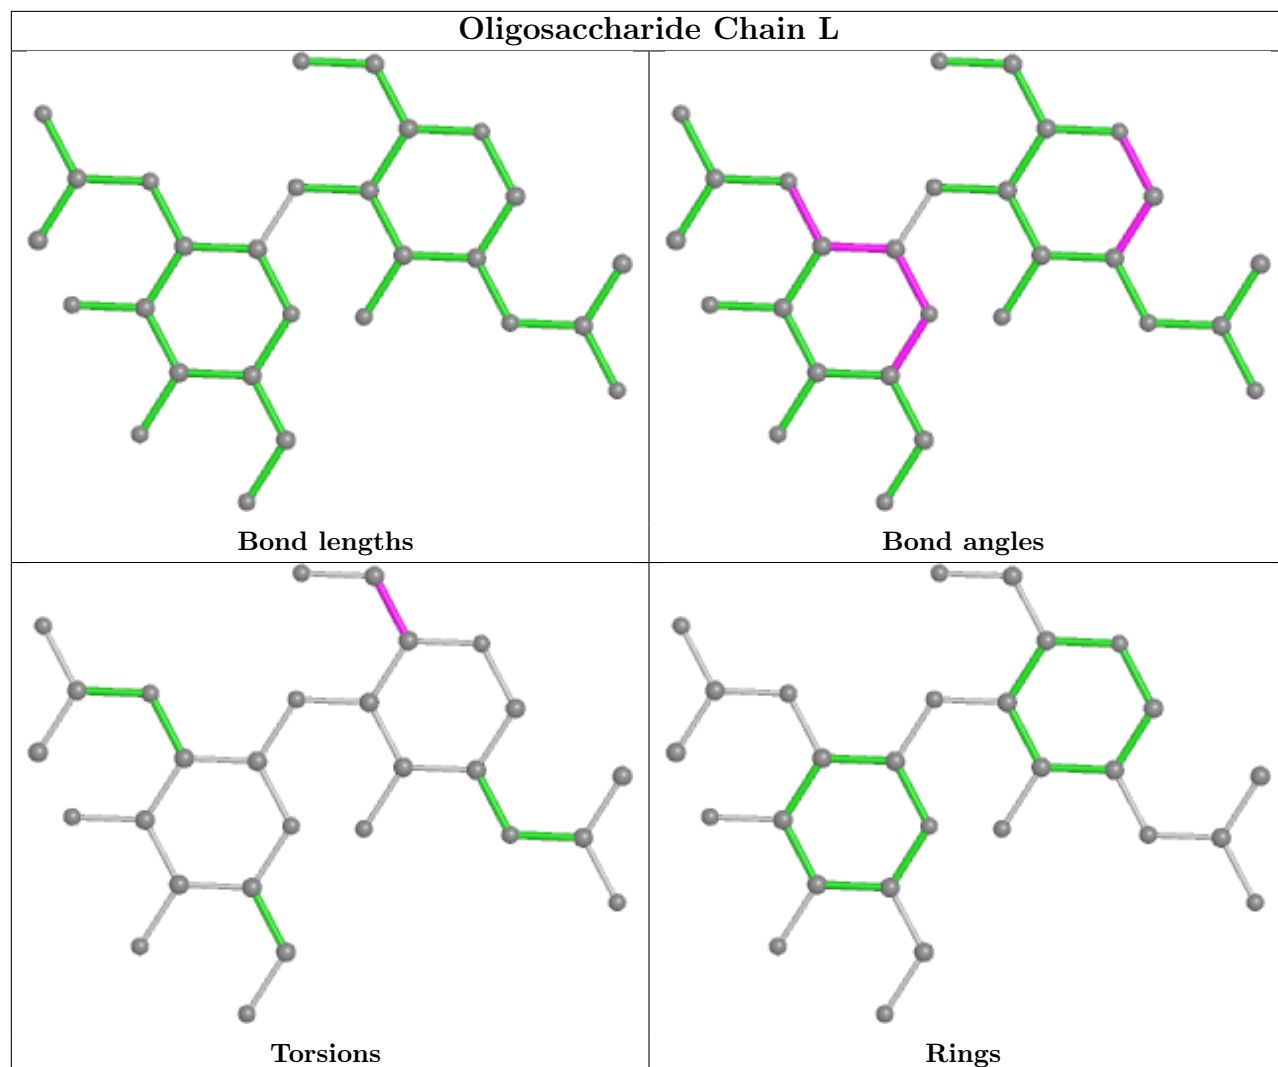 Oligosaccharide Chain L
Bond lengths
Bond angles
Torsions
Rings